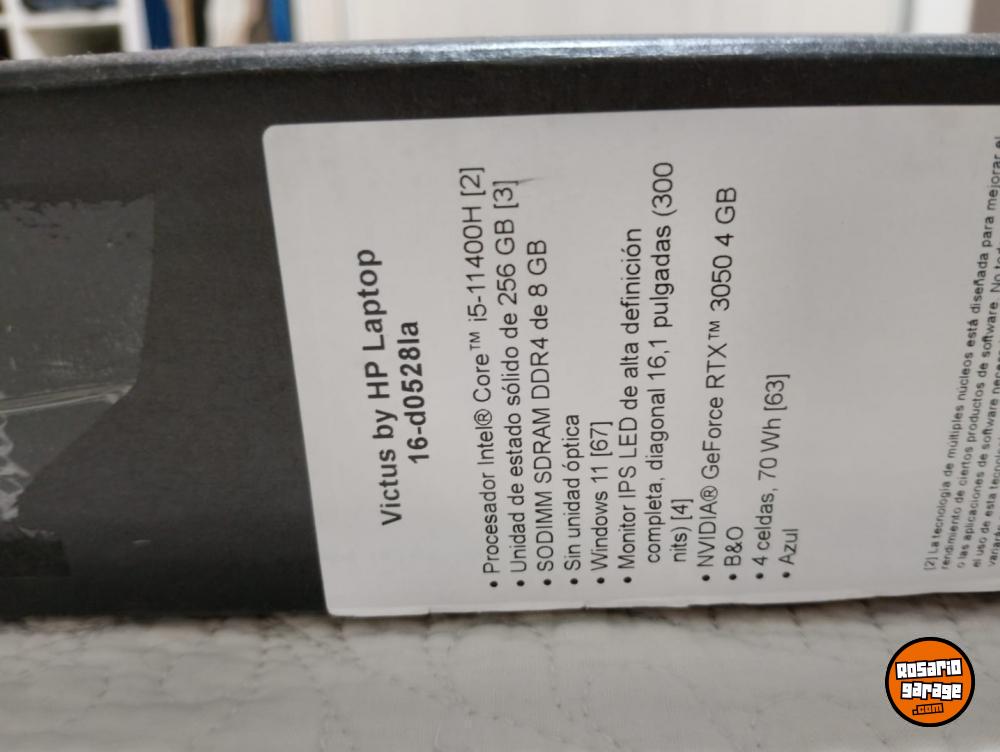 Victus by HP Laptop
16-d0528la
• Procesador Intel® Core™ i5-11400H [2]
• Unidad de estado sólido de 256 GB [3]
• SODIMM SDRAM DDR4 de 8 GB
• Sin unidad óptica
• Windows 11 [67]
• Monitor IPS LED de alta definición
completa, diagonal 16,1 pulgadas (300
nits) [4]
• NVIDIA® GeForce RTX™ 3050 4 GB
• B&O
• 4 celdas, 70 Wh [63]
• Azul
[2] La tecnología de múltiples núcleos está diseñada para mejorar el
rendimiento de ciertos productos de software. No
o las aplicaciones de software
el uso de esta
Rosario
garage
.com